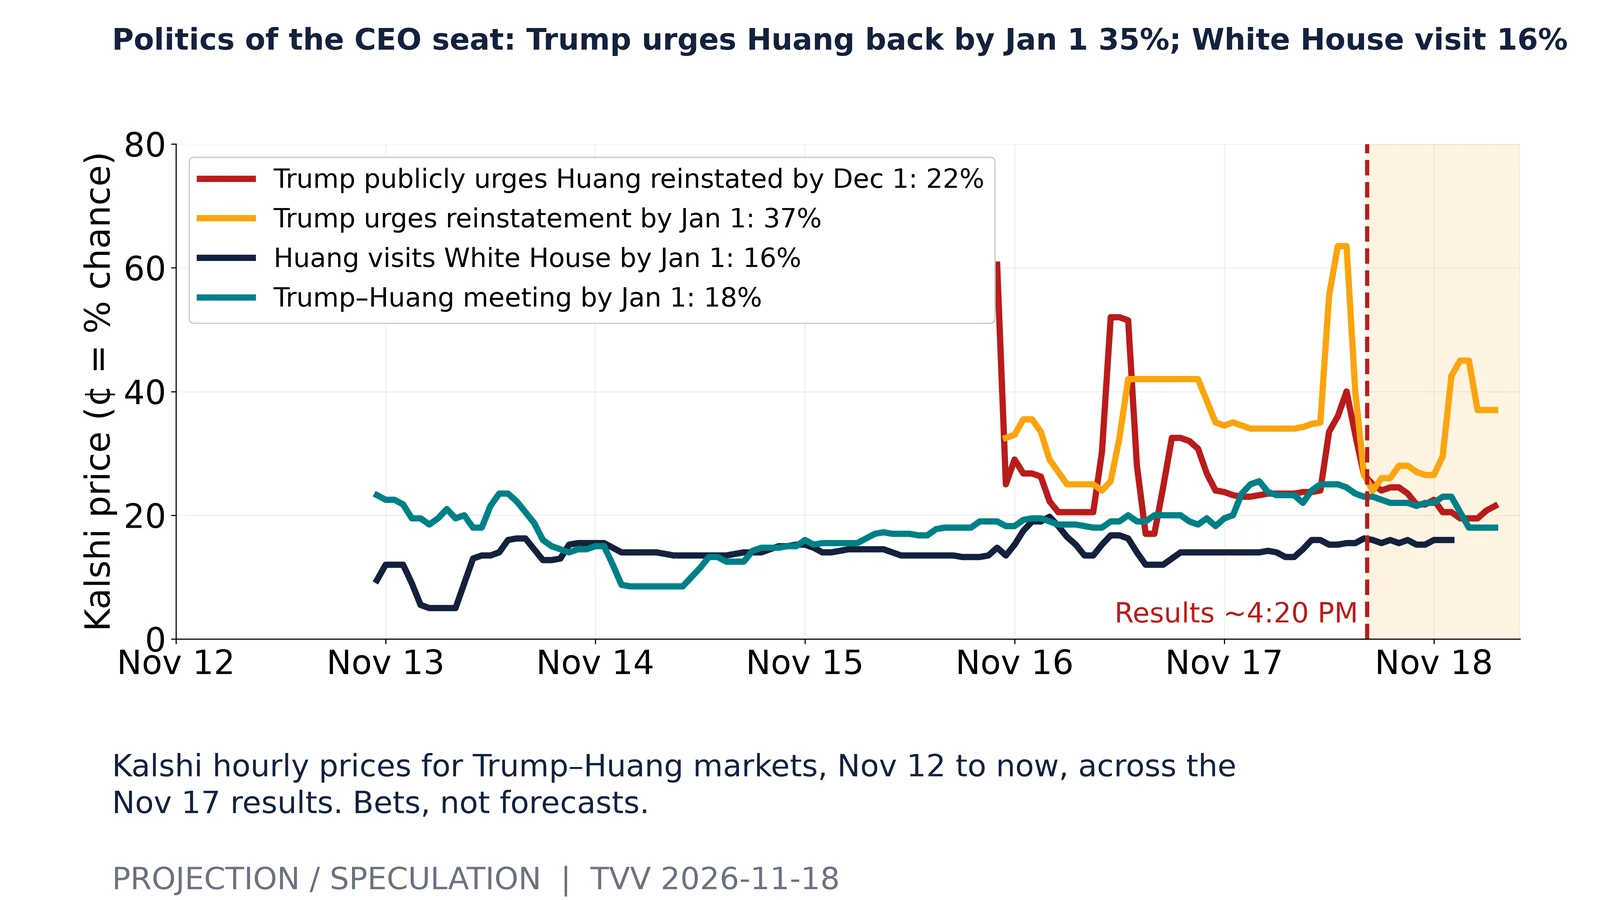 Politics of the CEO seat: Trump urges Huang back by Jan 1 35%; White House visit 16%
Kalshi price (¢ = % chance)
80
60
40
20
0
Trump publicly urges Huang reinstated by Dec 1: 22%
Trump urges reinstatement by Jan 1: 37%
Huang visits White House by Jan 1: 16%
Trump–Huang meeting by Jan 1: 18%
Results ~4:20 PM
Nov 12
Nov 13
Nov 14
Nov 15
Nov 16
Nov 17
Nov 18
Kalshi hourly prices for Trump–Huang markets, Nov 12 to now, across the
Nov 17 results. Bets, not forecasts.
PROJECTION / SPECULATION | TVV 2026-11-18